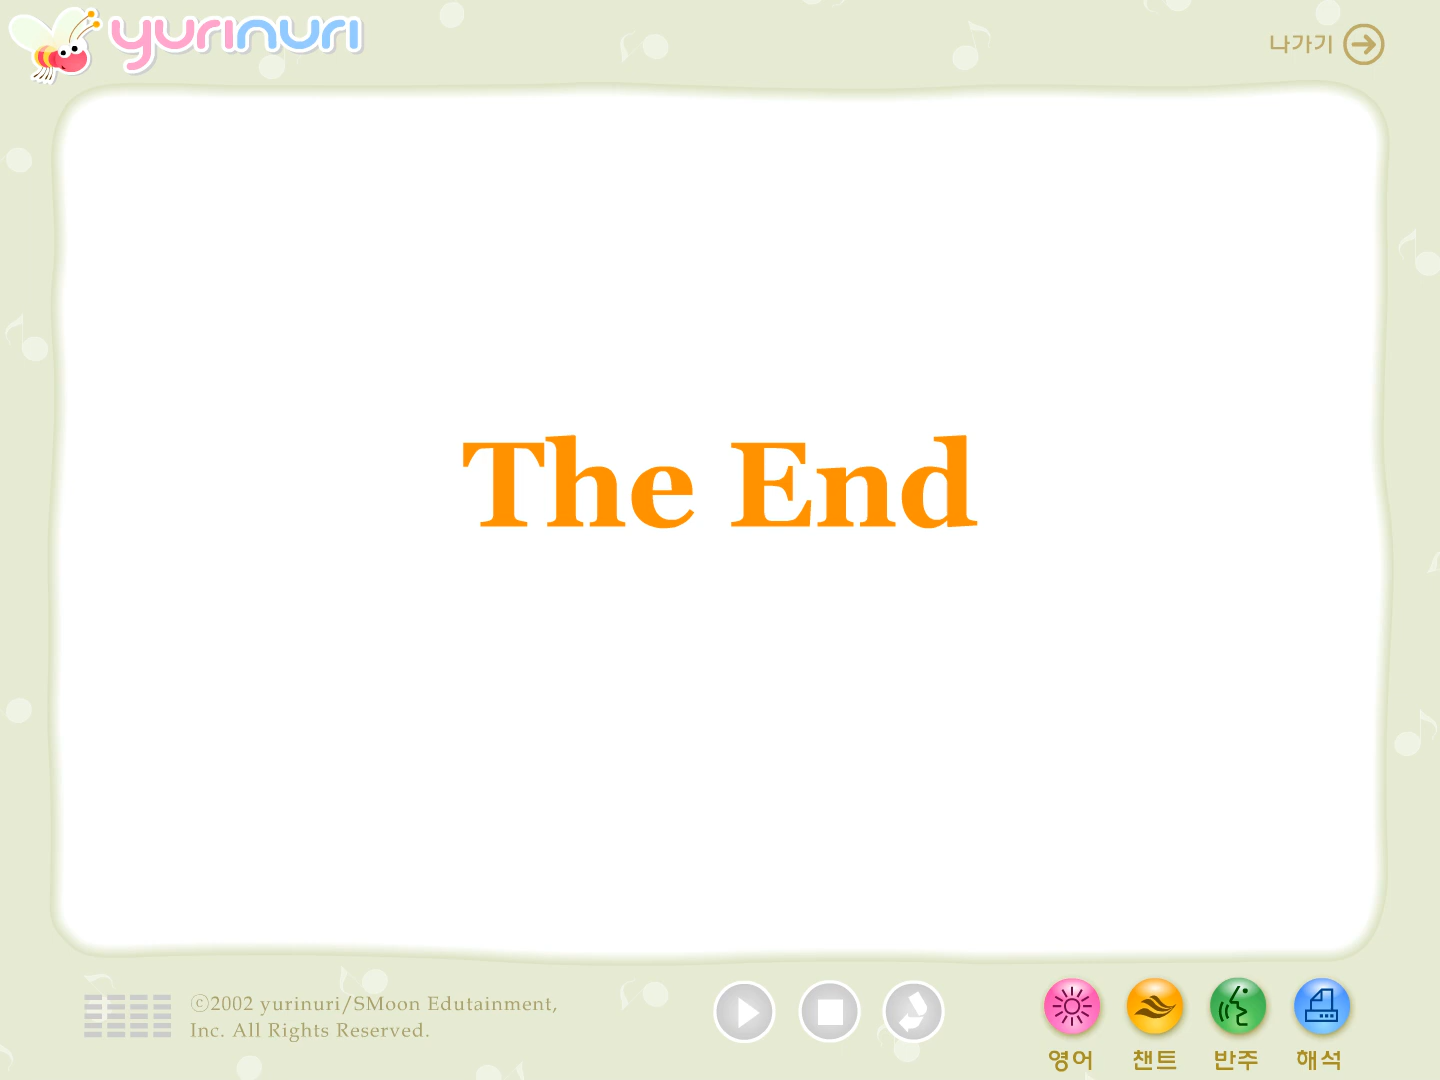 yurinuri
나가기
The End
©2002 yurinuri/SMoon Edutainment,
Inc. All Rights Reserved.
영어 챈트 반주 해석